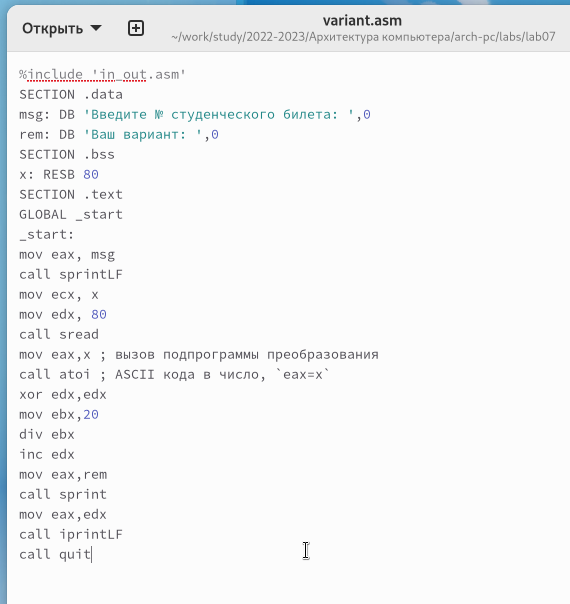 Открыть
variant.asm
~/work/study/2022-2023/Архитектура компьютера/arch-pc/labs/lab07
%include 'in_out.asm'
SECTION .data
msg: DB 'Введите № студенческого билета: ',0
rem: DB 'Ваш вариант: ',0
SECTION .bss
x: RESB 80
SECTION .text
GLOBAL _start
_start:
mov eax, msg
call sprintLF
mov ecx, x
mov edx, 80
call sread
mov eax,x ; вызов подпрограммы преобразования
call atoi ; ASCII кода в число, `eax=x`
xor edx,edx
mov ebx,20
div ebx
inc edx
mov eax,rem
call sprint
mov eax,edx
call iprintLF
call quit